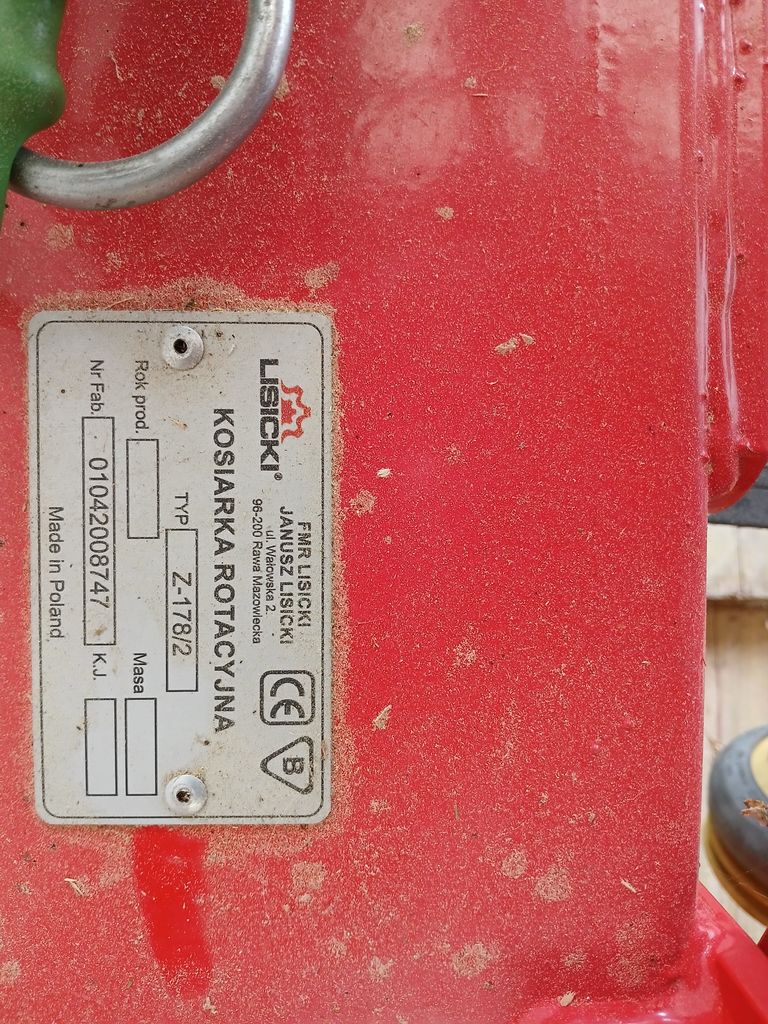 LISICKI®
FMR LISICKI
JANUSZ LISICKI
ul. Wałowska 2
96-200 Rawa Mazowiecka
CE
B
KOSIARKA ROTACYJNA
TYP Z-178/2
Rok prod.
Masa
Nr Fab. 01042008747 K.J.
Made in Poland